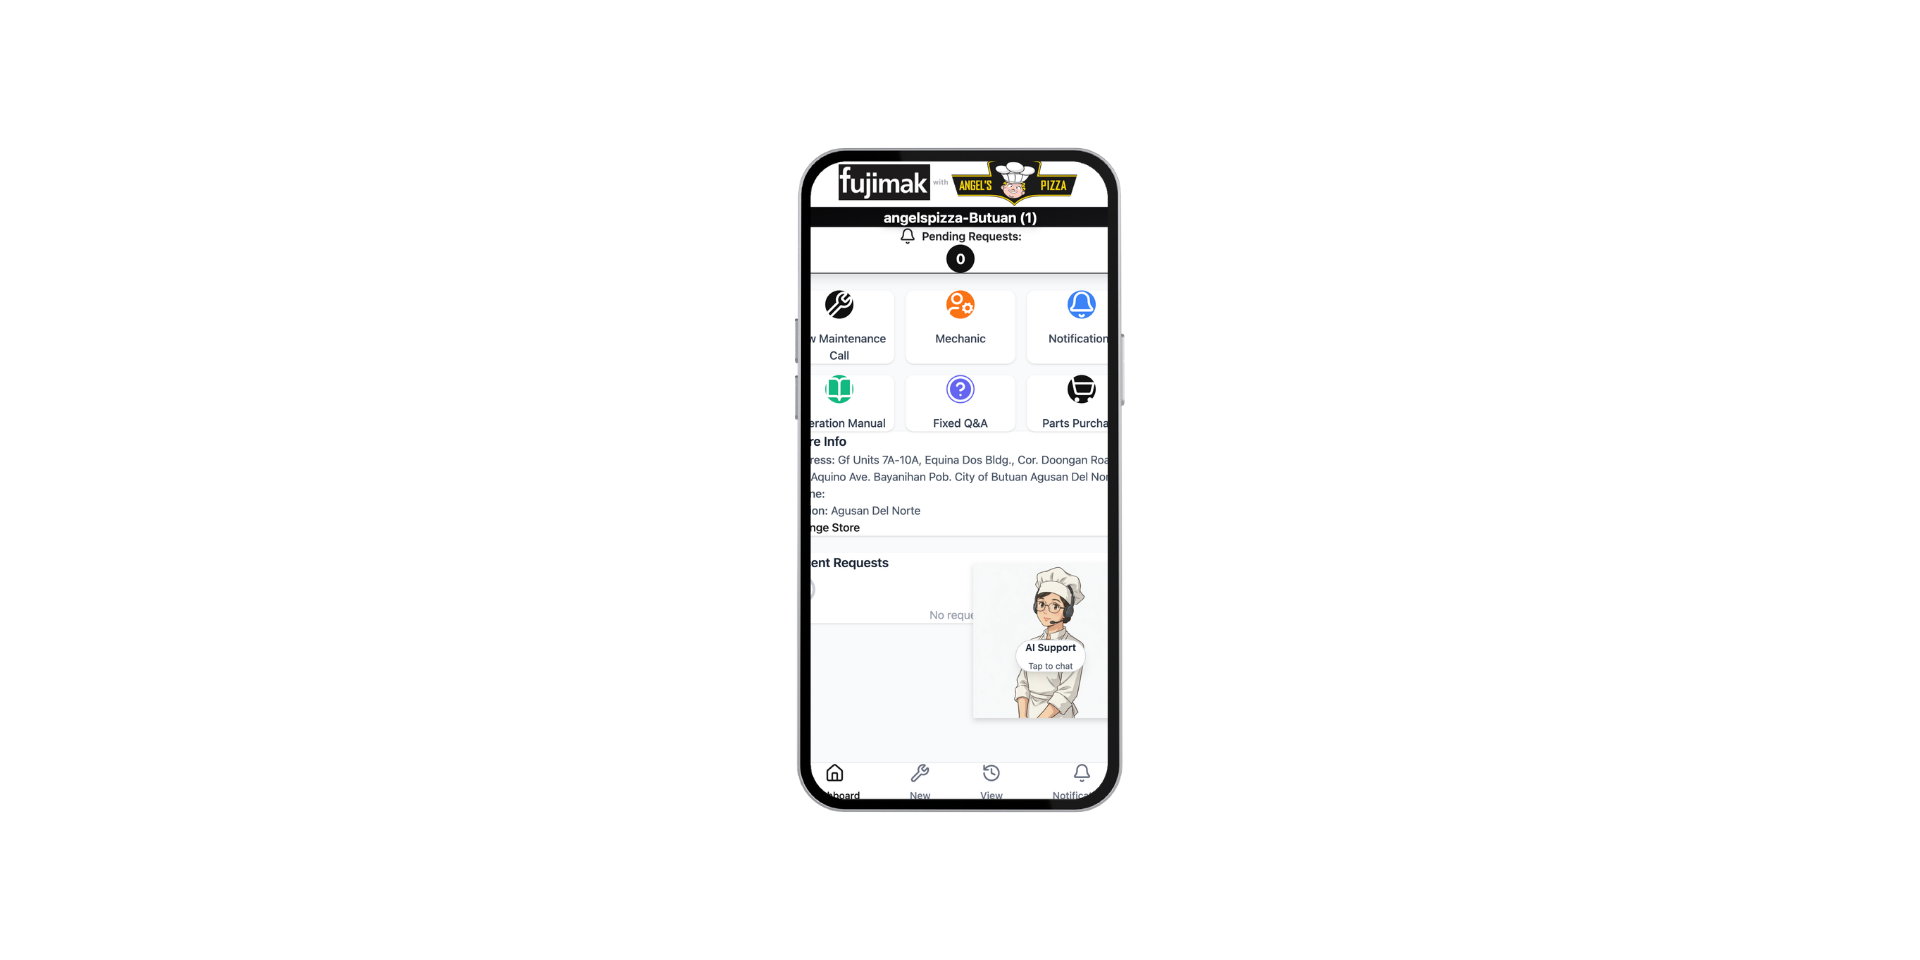 fujimak with ANGEL'S PIZZA
angelspizza-Butuan (1)
Pending Requests:
0
w Maintenance
Call
Mechanic
Notification
eration Manual
Fixed Q&A
Parts Purcha
re Info
ress: Gf Units 7A-10A, Equina Dos Bldg., Cor. Doongan Roa
Aquino Ave. Bayanihan Pob. City of Butuan Agusan Del Nor
ne:
ion: Agusan Del Norte
nge Store
ent Requests
No reque
AI Support
Tap to chat
hboard
New
View
Notificat